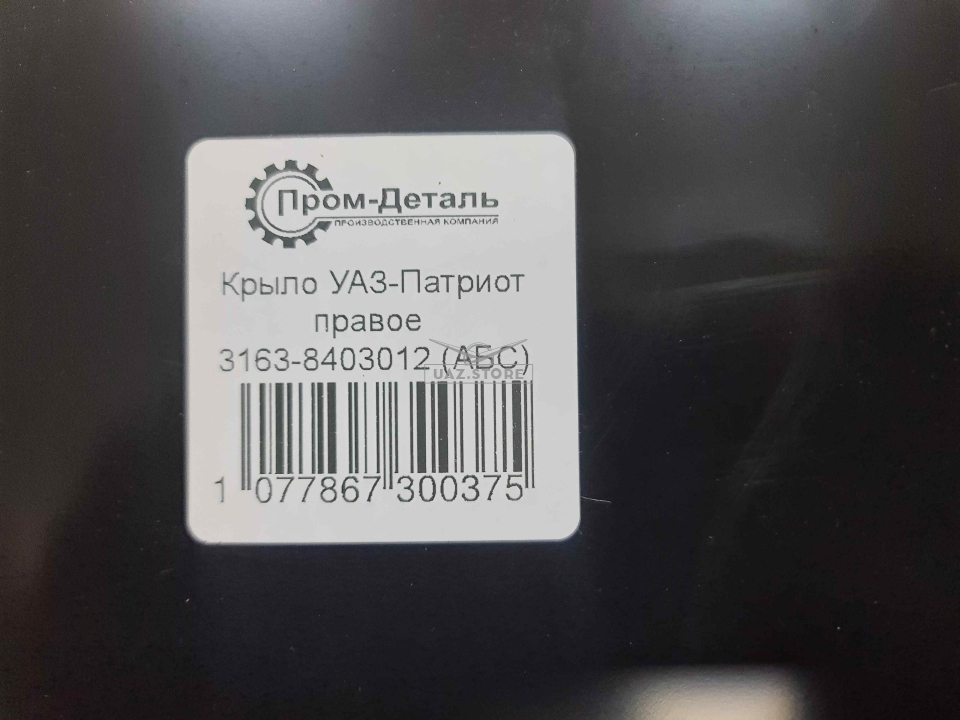 Пром-Деталь
ПРОИЗВОДСТВЕННАЯ КОМПАНИЯ
Крыло УАЗ-Патриот
правое
3163-8403012 (АБС)
UAZ.STORE
1 077867 300375